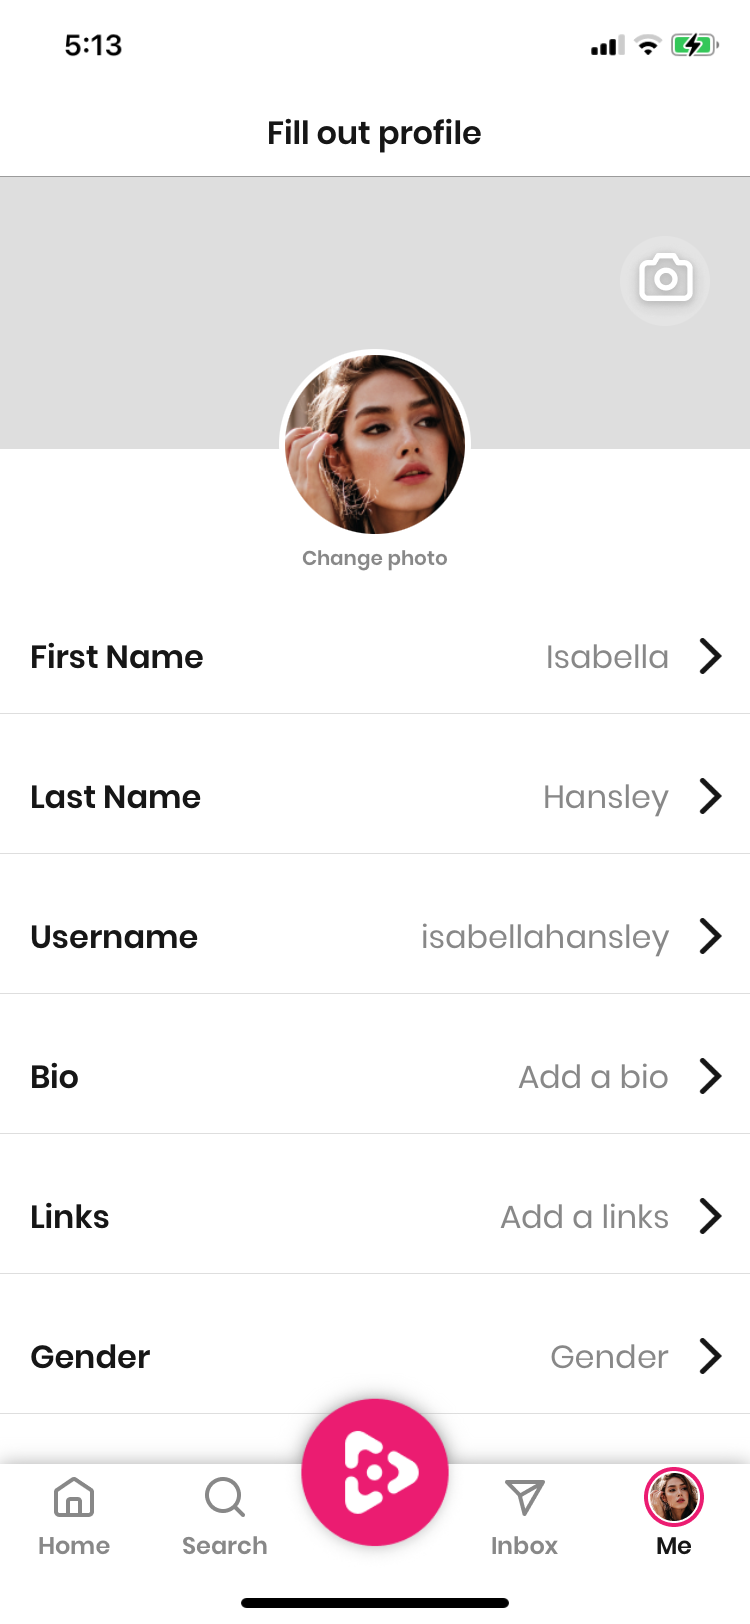 5:13
Fill out profile
Change photo
First Name Isabella
Last Name Hansley
Username isabellahansley
Bio Add a bio
Links Add a links
Gender Gender
Home Search Inbox Me